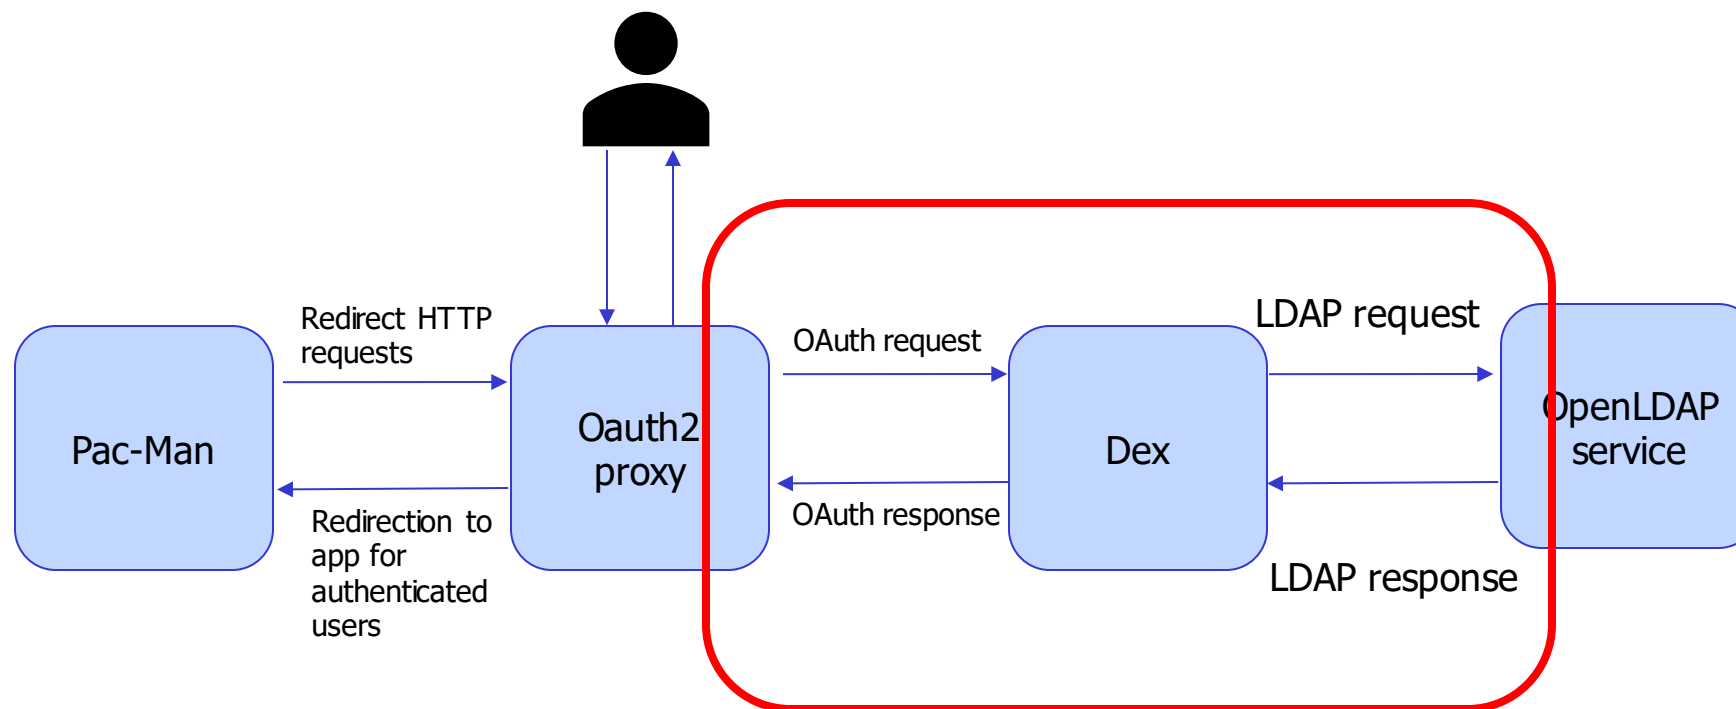 Redirect HTTP
requests
Pac-Man
Redirection to
app for
authenticated
users
Oauth2
proxy
OAuth request
OAuth response
Dex
LDAP request
LDAP response
OpenLDAP
service